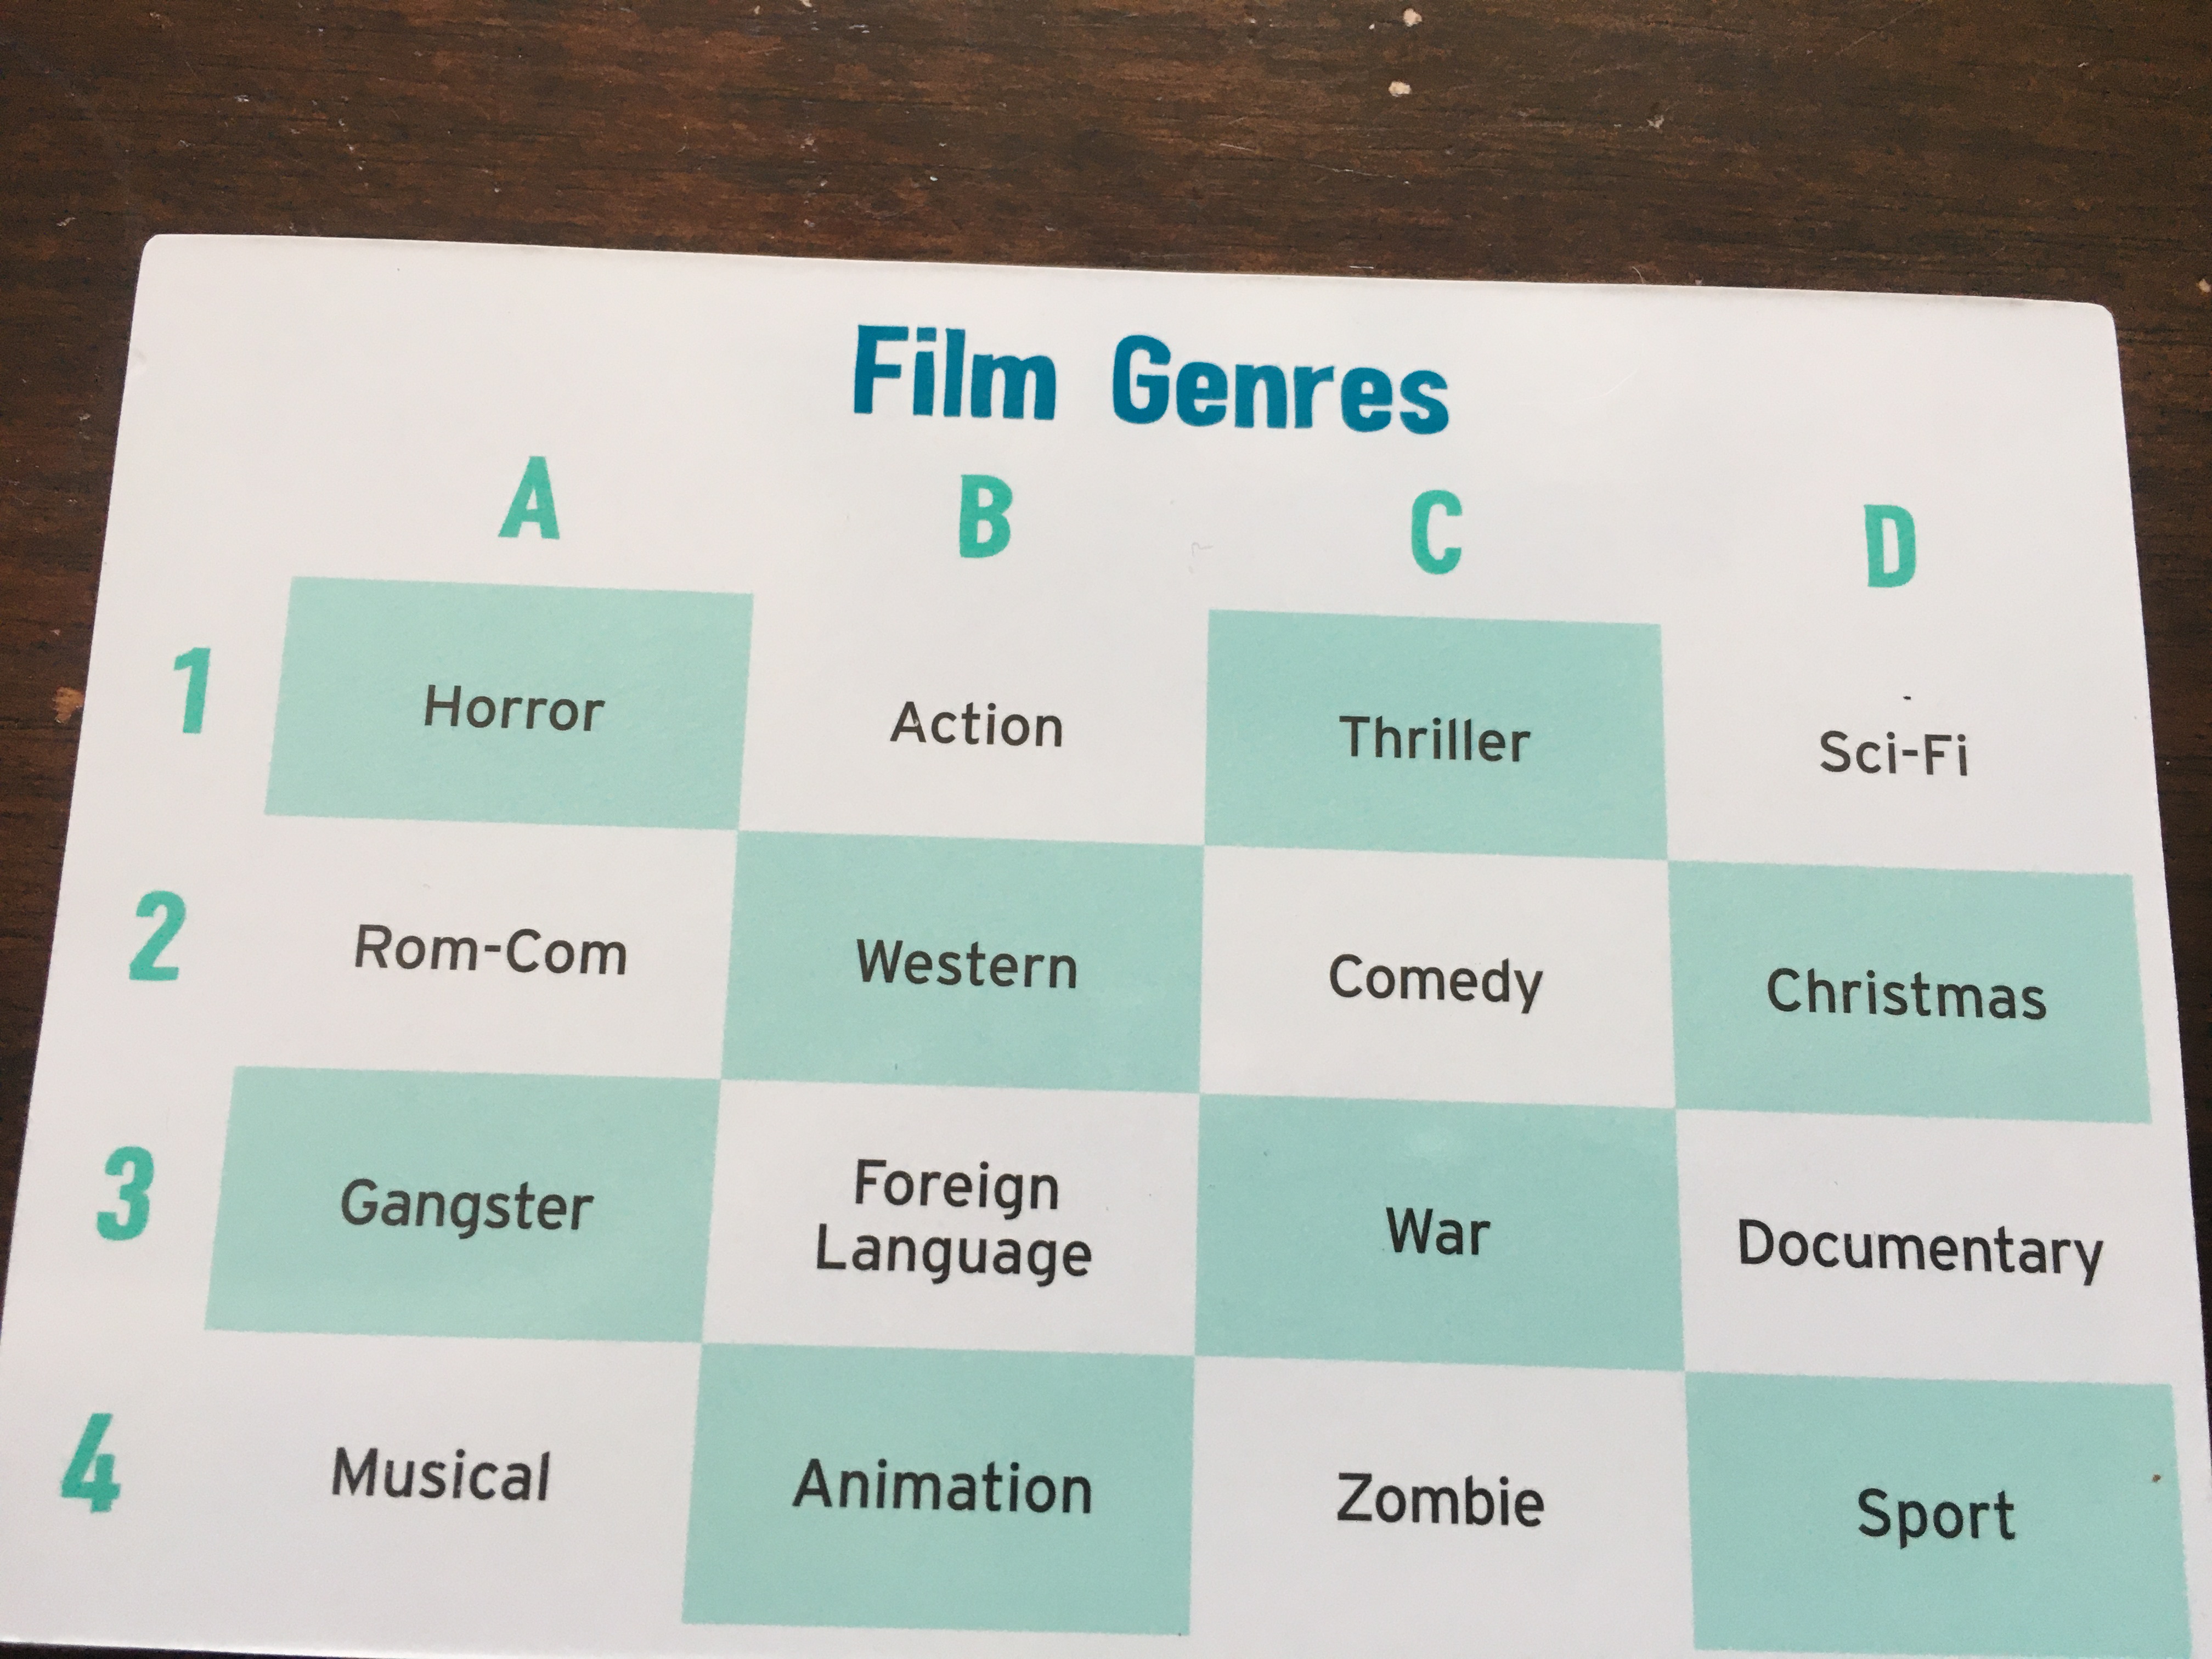 Film Genres
A B C D
1 Horror Action Thriller Sci-Fi
2 Rom-Com Western Comedy Christmas
3 Gangster Foreign Language War Documentary
4 Musical Animation Zombie Sport